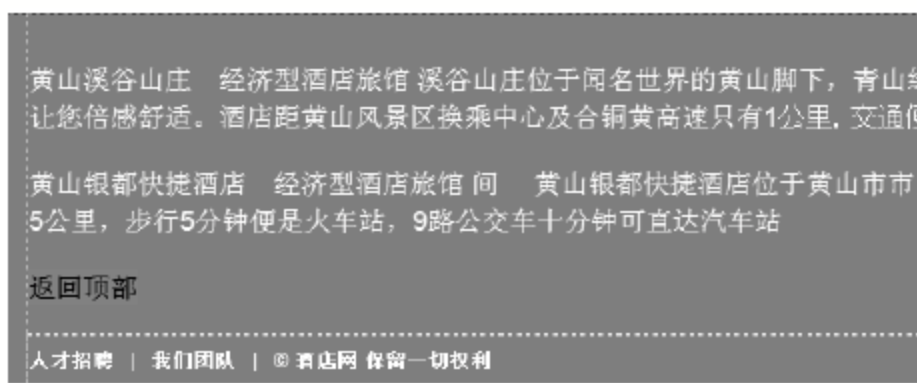 黄山溪谷山庄 经济型酒店旅馆 溪谷山庄位于闻名世界的黄山脚下，青山
让您倍感舒适。酒店距黄山风景区换乘中心及合铜黄高速只有1公里，交通
黄山银都快捷酒店 经济型酒店旅馆 间 黄山银都快捷酒店位于黄山市市
5公里，步行5分钟便是火车站，9路公交车十分钟可直达汽车站
返回顶部
人才招聘 | 我们团队 | © 酒店网 保留一切权利